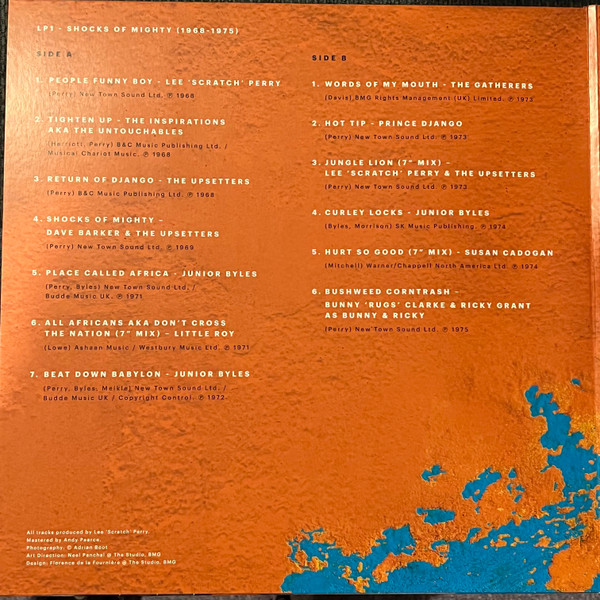 LP1 - SHOCKS OF MIGHTY (1968-1975)
SIDE A
1. PEOPLE FUNNY BOY - LEE 'SCRATCH' PERRY
(Perry) New Town Sound Ltd. ℗ 1968
2. TIGHTEN UP - THE INSPIRATIONS
AKA THE UNTOUCHABLES
(Herriott, Perry) B&C Music Publishing Ltd. /
Musical Chariot Music. ℗ 1968
3. RETURN OF DJANGO - THE UPSETTERS
(Perry) B&C Music Publishing Ltd. ℗ 1968
4. SHOCKS OF MIGHTY –
DAVE BARKER & THE UPSETTERS
(Perry) New Town Sound Ltd. ℗ 1969
5. PLACE CALLED AFRICA - JUNIOR BYLES
(Perry, Byles) New Town Sound Ltd. /
Budde Music UK. ℗ 1971
6. ALL AFRICANS AKA DON'T CROSS
THE NATION (7" MIX) – LITTLE ROY
(Lowe) Ashaan Music / Westbury Music Ltd. ℗ 1971
7. BEAT DOWN BABYLON - JUNIOR BYLES
(Perry, Byles, Meikle) New Town Sound Ltd. /
Budde Music UK / Copyright Control. ℗ 1972
SIDE B
1. WORDS OF MY MOUTH - THE GATHERERS
(Davis) BMG Rights Management (UK) Limited. ℗ 1973
2. HOT TIP - PRINCE DJANGO
(Perry) New Town Sound Ltd. ℗ 1973
3. JUNGLE LION (7" MIX) –
LEE 'SCRATCH' PERRY & THE UPSETTERS
(Perry) New Town Sound Ltd. ℗ 1973
4. CURLEY LOCKS - JUNIOR BYLES
(Byles, Morrison) SK Music Publishing. ℗ 1974
5. HURT SO GOOD (7" MIX) - SUSAN CADOGAN
(Mitchell) Warner/Chappell North America Ltd. ℗ 1974
6. BUSHWEED CORNTRASH –
BUNNY 'RUGS' CLARKE & RICKY GRANT
AS BUNNY & RICKY
(Perry) New Town Sound Ltd. ℗ 1975
All tracks produced by Lee 'Scratch' Perry.
Mastered by Andy Pearce.
Photography: © Adrian Boot
Art Direction: Neel Panchal @ The Studio, BMG
Design: Florence de la Fournière @ The Studio, BMG